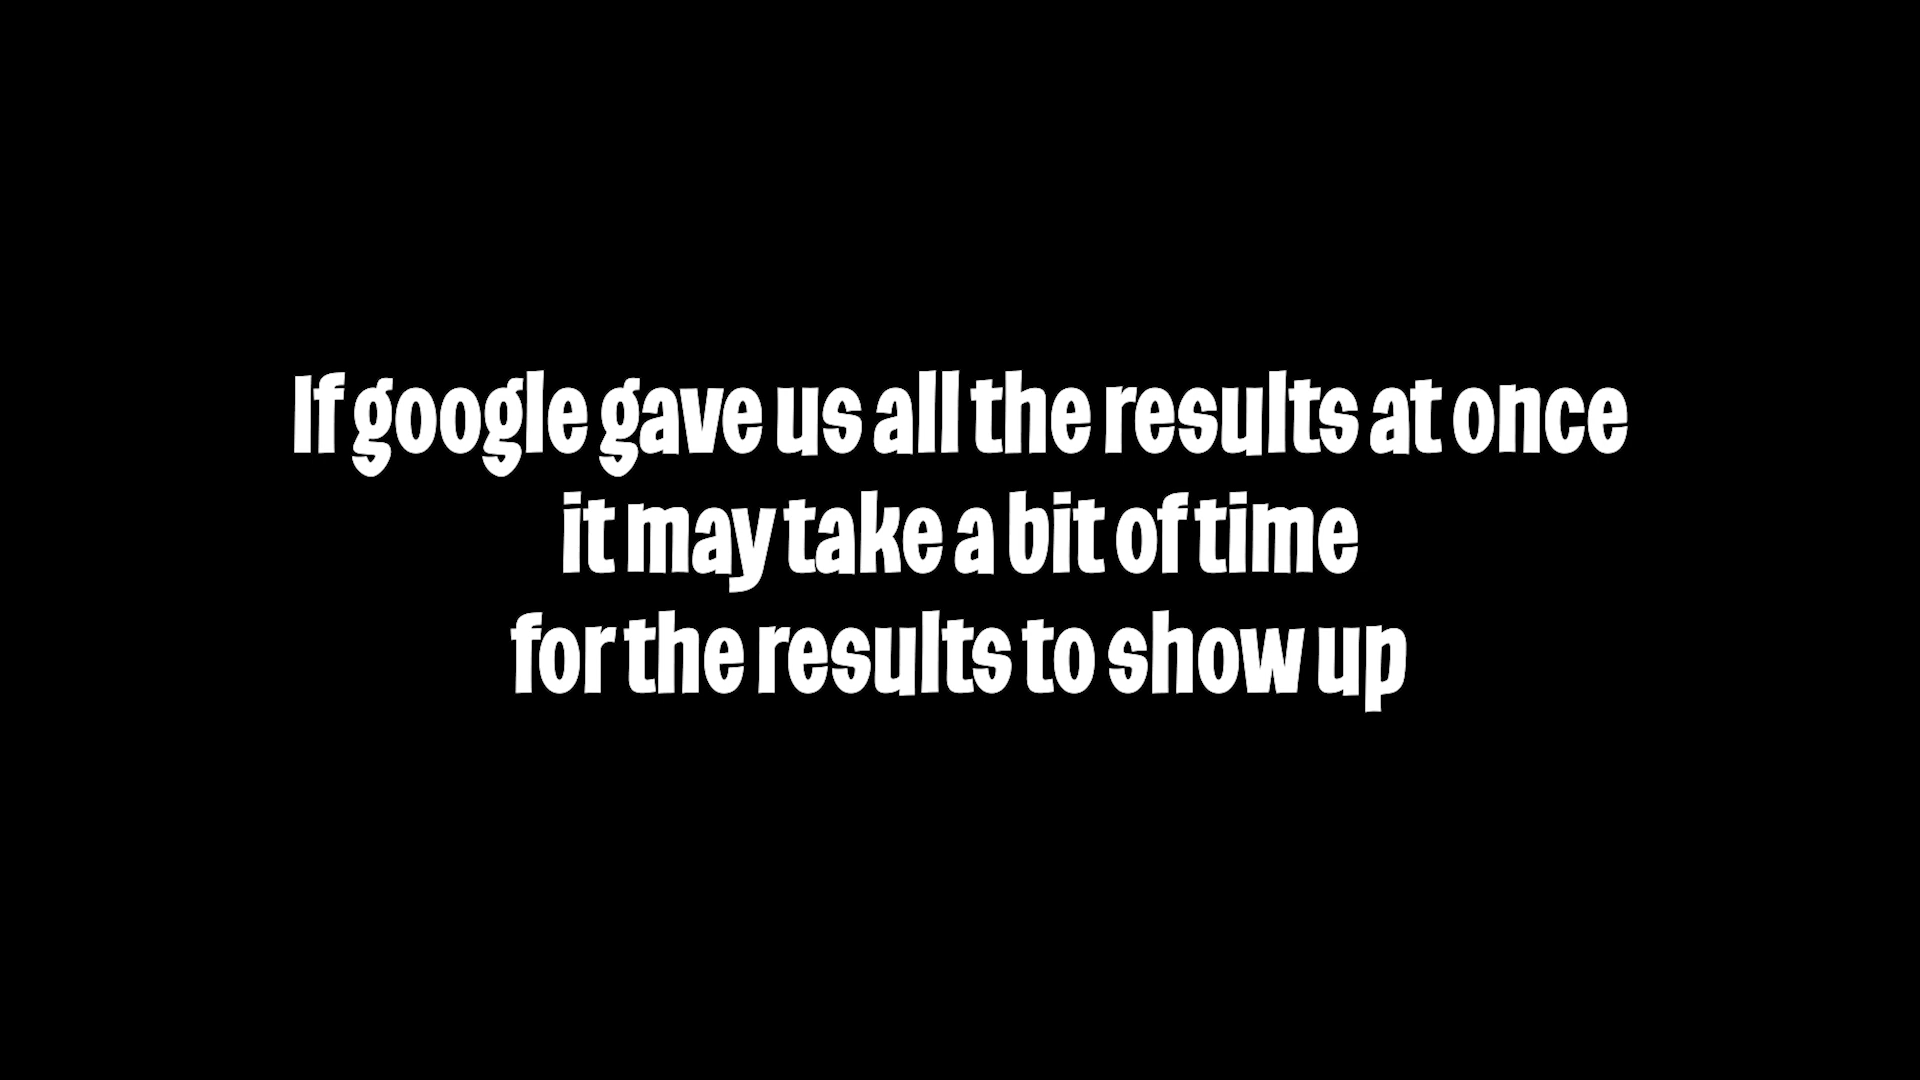 If google gave us all the results at once
it may take a bit of time
for the results to show up